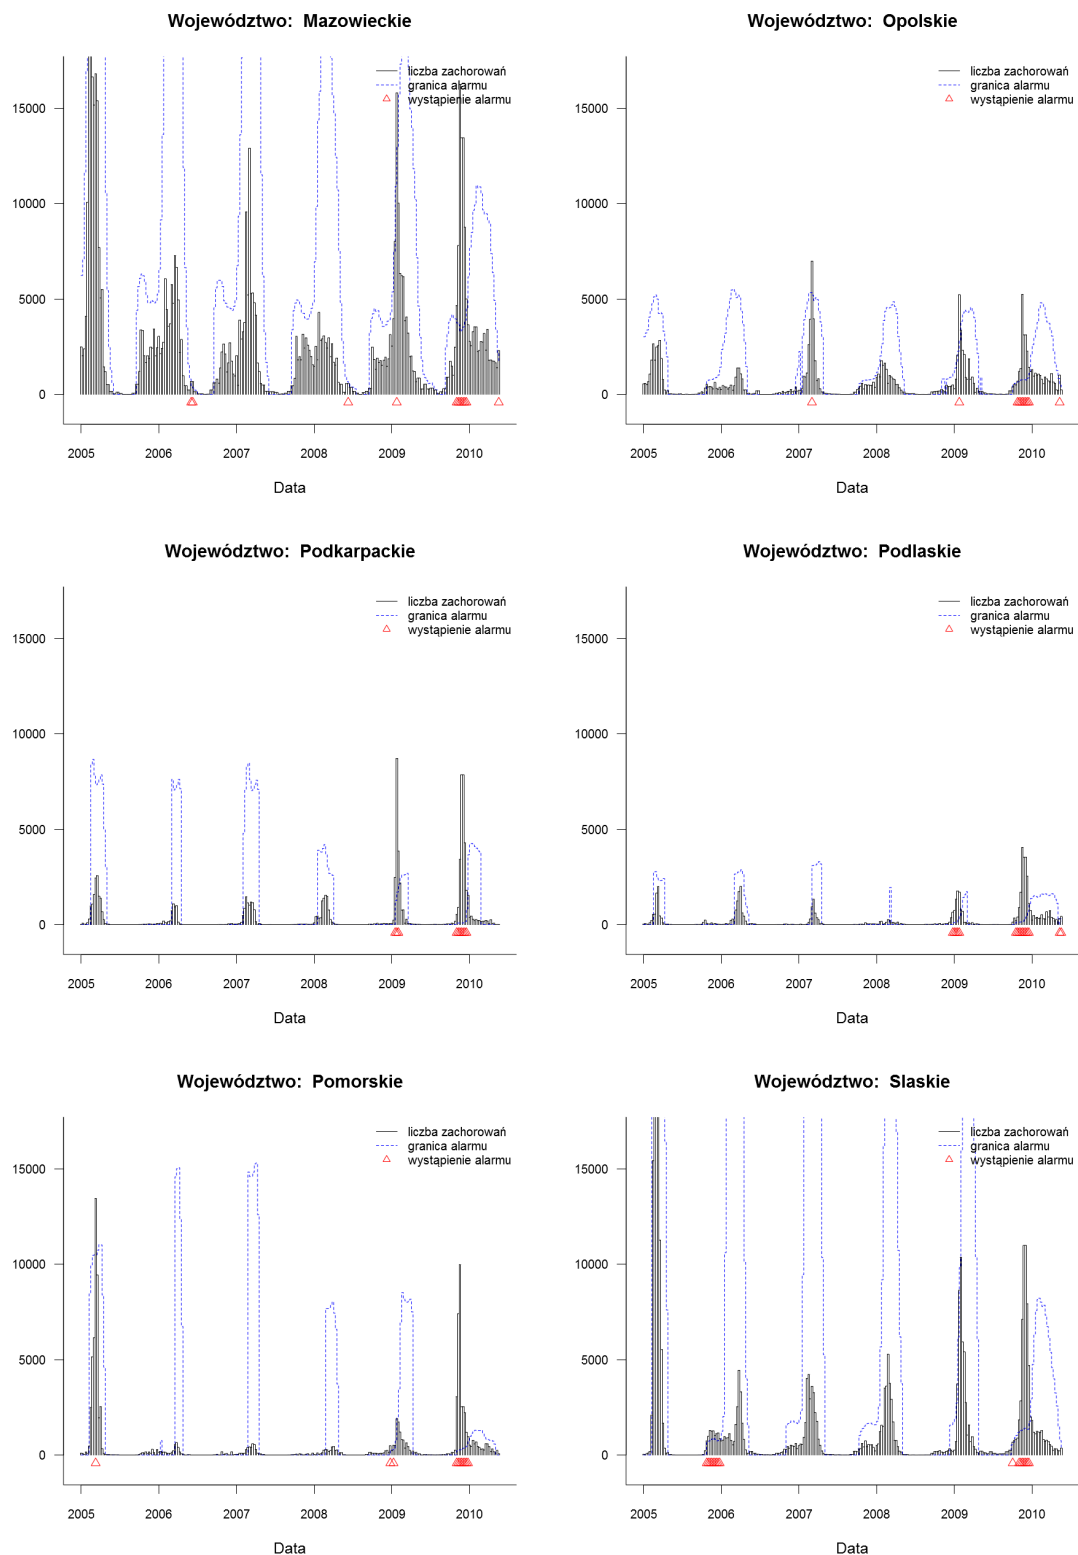 Województwo:  Mazowieckie
liczba zachorowań
granica alarmu
wystąpienie alarmu
15000
10000
5000
0
2005 2006 2007 2008 2009 2010
Data
Województwo:  Opolskie
liczba zachorowań
granica alarmu
wystąpienie alarmu
15000
10000
5000
0
2005 2006 2007 2008 2009 2010
Data
Województwo:  Podkarpackie
liczba zachorowań
granica alarmu
wystąpienie alarmu
15000
10000
5000
0
2005 2006 2007 2008 2009 2010
Data
Województwo:  Podlaskie
liczba zachorowań
granica alarmu
wystąpienie alarmu
15000
10000
5000
0
2005 2006 2007 2008 2009 2010
Data
Województwo:  Pomorskie
liczba zachorowań
granica alarmu
wystąpienie alarmu
15000
10000
5000
0
2005 2006 2007 2008 2009 2010
Data
Województwo:  Slaskie
liczba zachorowań
granica alarmu
wystąpienie alarmu
15000
10000
5000
0
2005 2006 2007 2008 2009 2010
Data